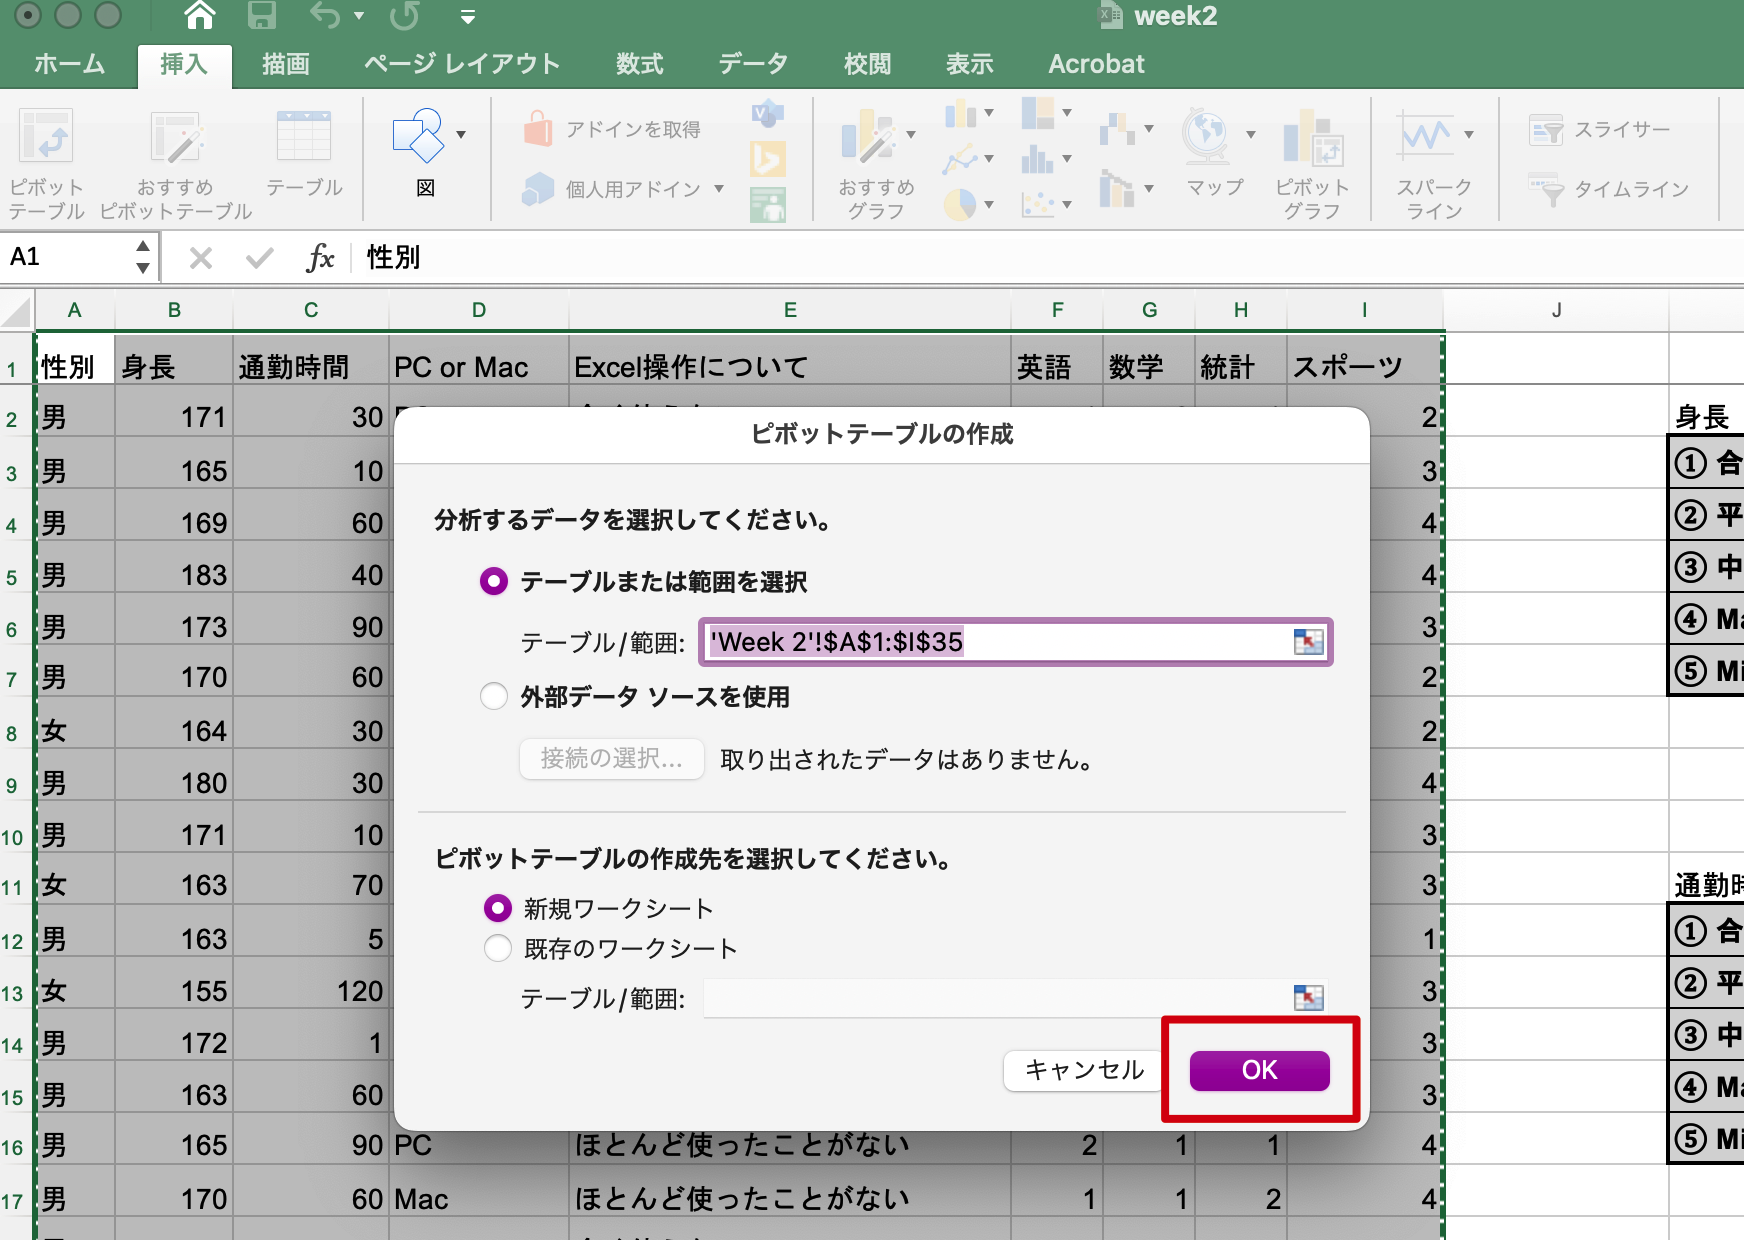 week2
ホーム 挿入 描画 ページ レイアウト 数式 データ 校閲 表示 Acrobat
ピボット
テーブル
おすすめ
ピボットテーブル
テーブル
図
アドインを取得
個人用アドイン
おすすめ
グラフ
マップ
ピボット
グラフ
スパーク
ライン
スライサー
タイムライン
A1 fx 性別
A B C D E F G H I J
1 性別 身長 通勤時間 PC or Mac Excel操作について 英語 数学 統計 スポーツ
2 男 171 30 2 身長
3 男 165 10 3 ① 合
4 男 169 60 4 ② 平
5 男 183 40 4 ③ 中
6 男 173 90 3 ④ Ma
7 男 170 60 2 ⑤ Mi
8 女 164 30 2
9 男 180 30 4
10 男 171 10 3
11 女 163 70 3 通勤時
12 男 163 5 1 ① 合
13 女 155 120 3 ② 平
14 男 172 1 3 ③ 中
15 男 163 60 3 ④ Ma
16 男 165 90 PC ほとんど使ったことがない 2 1 1 4 ⑤ Mi
17 男 170 60 Mac ほとんど使ったことがない 1 1 2 4
ピボットテーブルの作成
分析するデータを選択してください。
テーブルまたは範囲を選択
テーブル/範囲: 'Week 2'!$A$1:$I$35
外部データ ソースを使用
接続の選択... 取り出されたデータはありません。
ピボットテーブルの作成先を選択してください。
新規ワークシート
既存のワークシート
テーブル/範囲:
キャンセル OK